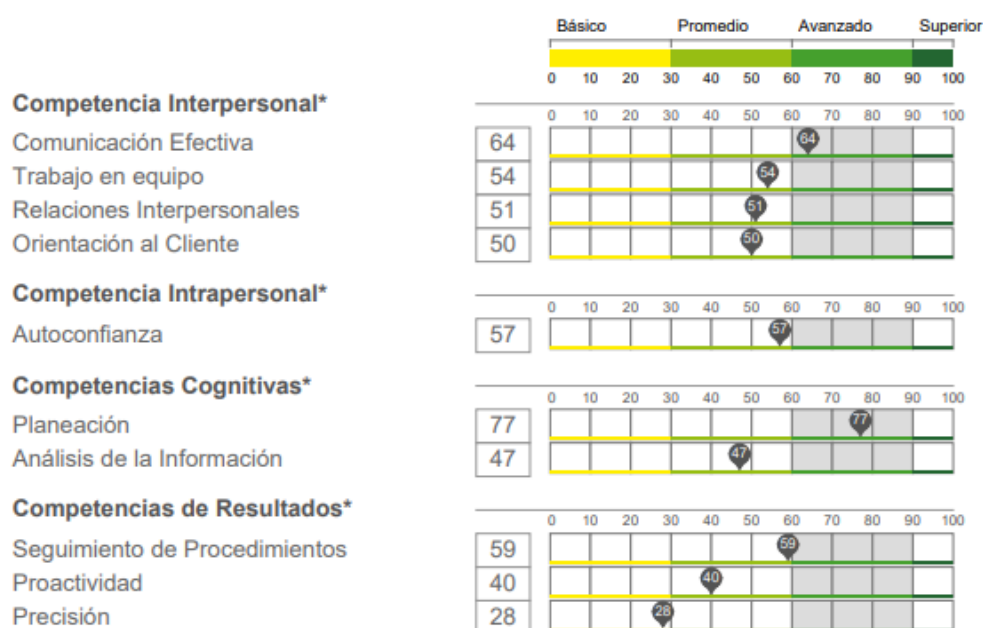 Básico Promedio Avanzado Superior
0 10 20 30 40 50 60 70 80 90 100
Competencia Interpersonal*
0 10 20 30 40 50 60 70 80 90 100
Comunicación Efectiva 64 64
Trabajo en equipo 54 54
Relaciones Interpersonales 51 51
Orientación al Cliente 50 50
Competencia Intrapersonal*
0 10 20 30 40 50 60 70 80 90 100
Autoconfianza 57 57
Competencias Cognitivas*
0 10 20 30 40 50 60 70 80 90 100
Planeación 77 77
Análisis de la Información 47 47
Competencias de Resultados*
0 10 20 30 40 50 60 70 80 90 100
Seguimiento de Procedimientos 59 59
Proactividad 40 40
Precisión 28 28